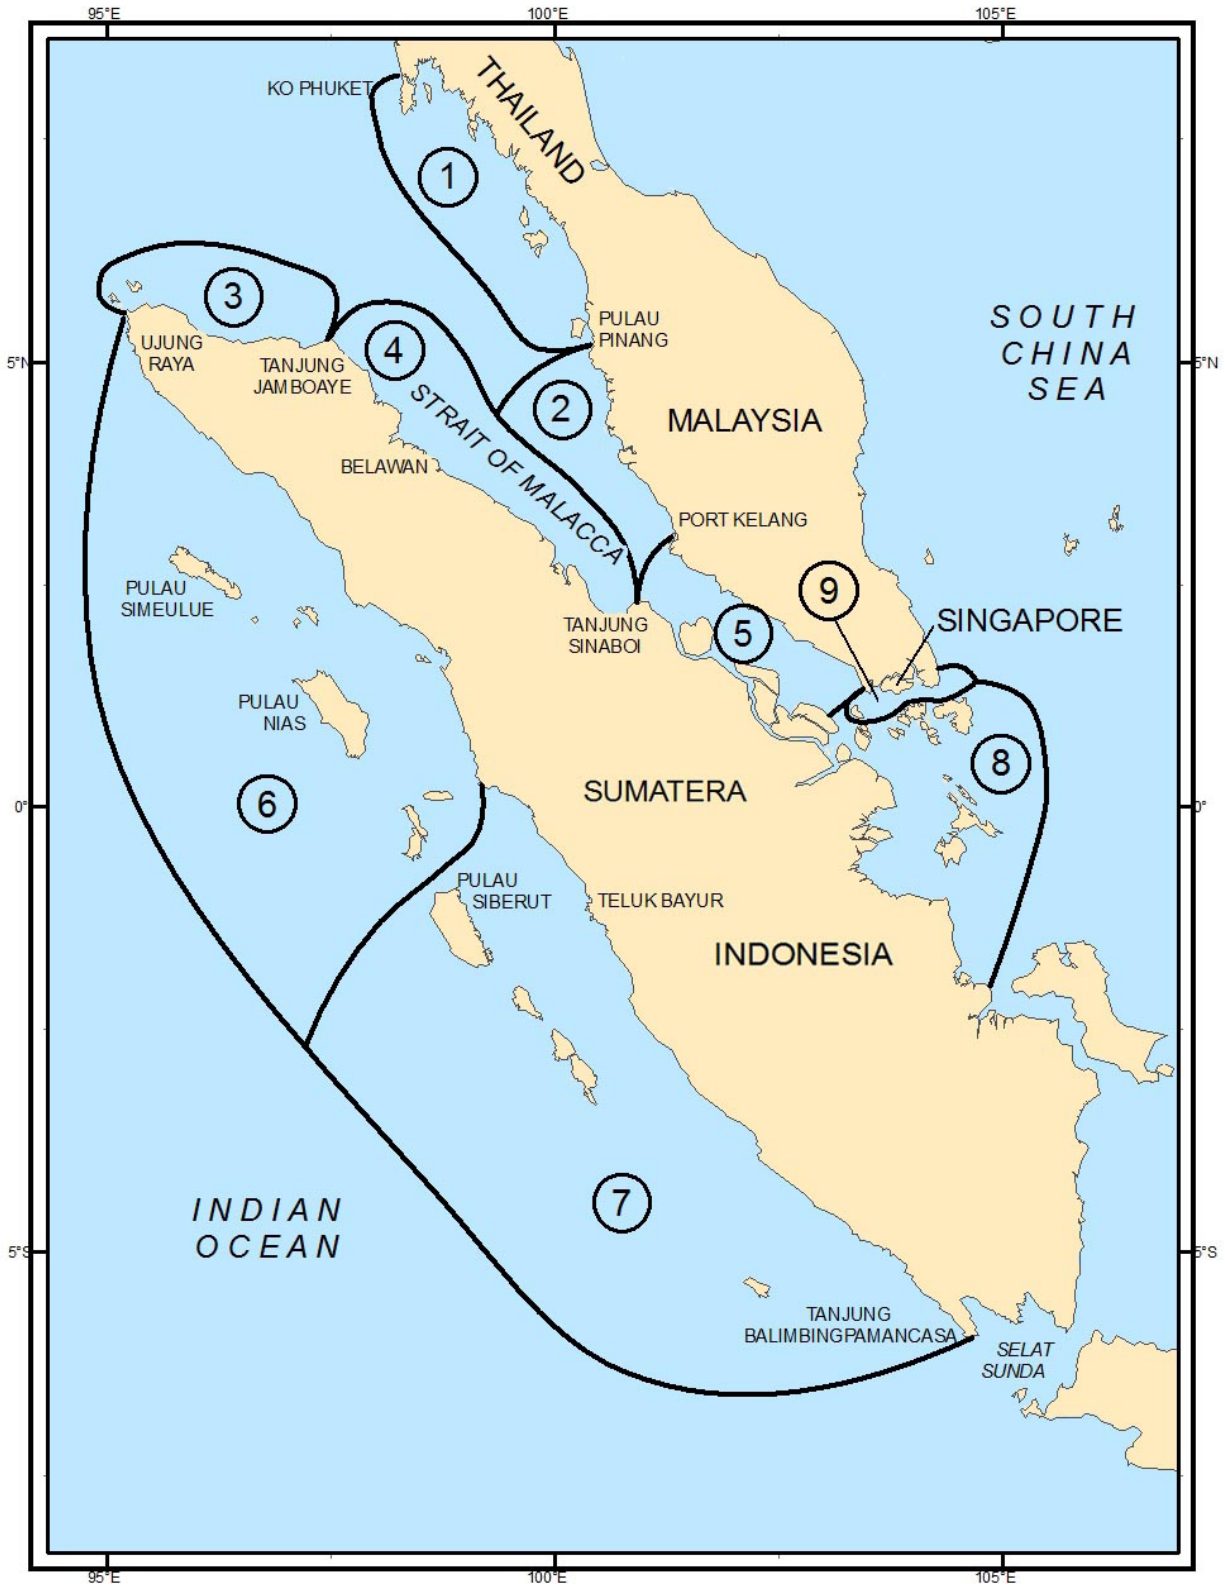 95°E
100°E
105°E
KO PHUKET
THAILAND
1
3
UJUNG
RAYA
TANJUNG
JAMBOAYE
4
PULAU
PINANG
SOUTH
CHINA
SEA
5°N
5°N
2
STRAIT OF MALACCA
MALAYSIA
BELAWAN
PORT KELANG
9
SINGAPORE
PULAU
SIMEULUE
TANJUNG
SINABOI
5
PULAU
NIAS
8
6
SUMATERA
0°
0°
PULAU
SIBERUT
TELUK BAYUR
INDONESIA
7
INDIAN
OCEAN
5°S
5°S
TANJUNG
BALIMBINGPAMANCASA
SELAT
SUNDA
95°E
100°E
105°E